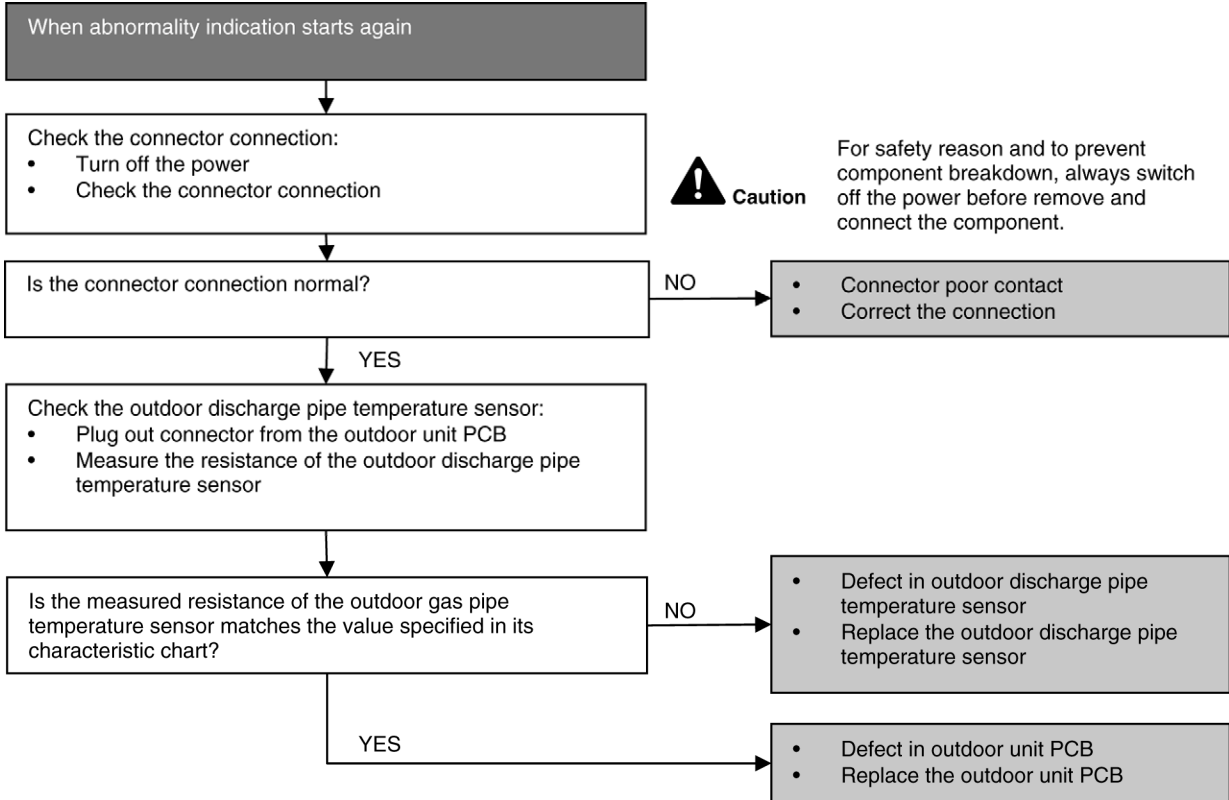 When abnormality indication starts again
Check the connector connection:
• Turn off the power
• Check the connector connection
Caution
For safety reason and to prevent
component breakdown, always switch
off the power before remove and
connect the component.
Is the connector connection normal?
NO
• Connector poor contact
• Correct the connection
YES
Check the outdoor discharge pipe temperature sensor:
• Plug out connector from the outdoor unit PCB
• Measure the resistance of the outdoor discharge pipe
temperature sensor
Is the measured resistance of the outdoor gas pipe
temperature sensor matches the value specified in its
characteristic chart?
NO
• Defect in outdoor discharge pipe
temperature sensor
• Replace the outdoor discharge pipe
temperature sensor
YES
• Defect in outdoor unit PCB
• Replace the outdoor unit PCB